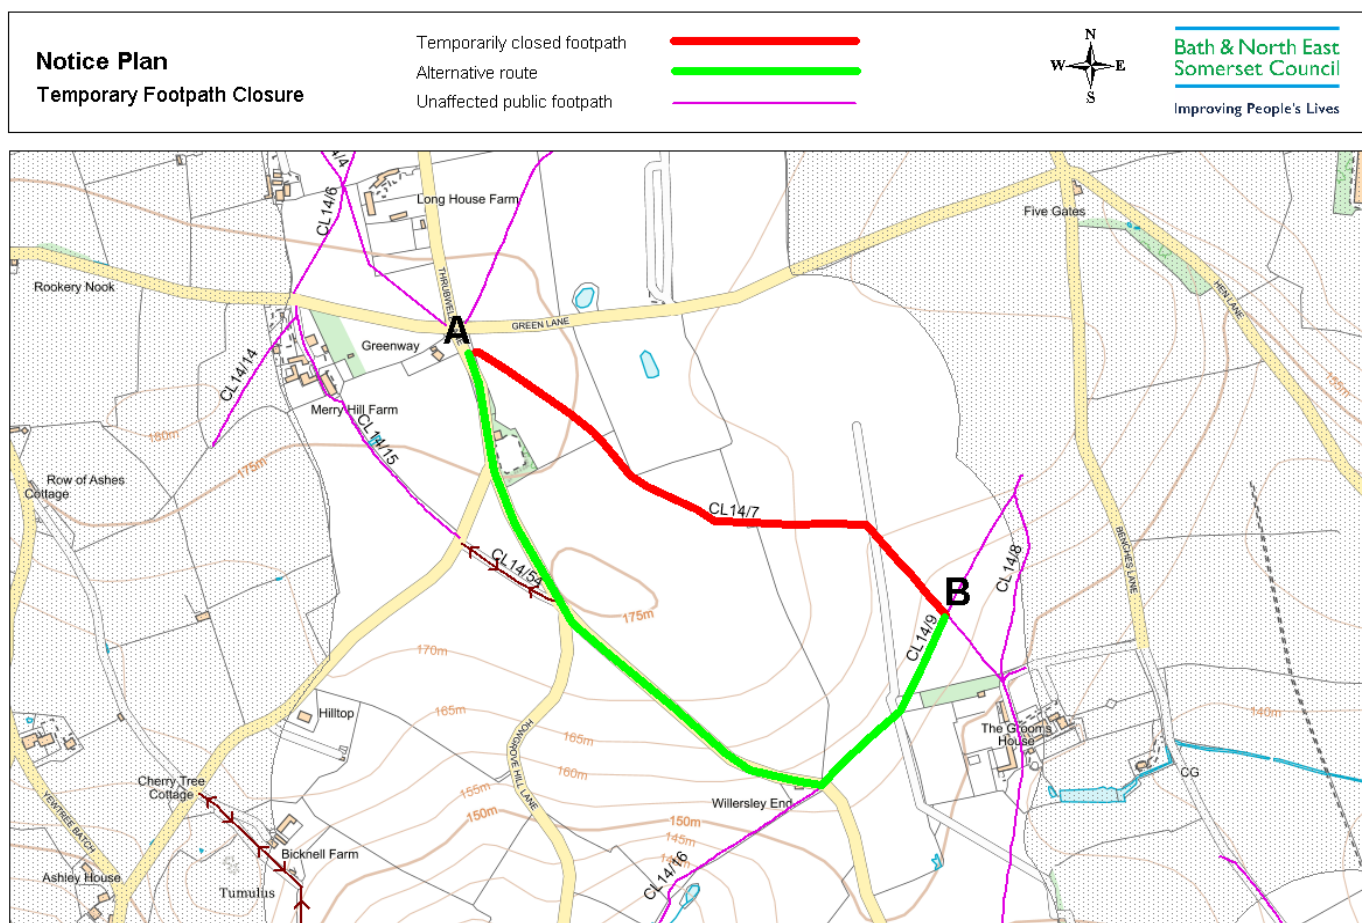 Notice Plan
Temporary Footpath Closure
Temporarily closed footpath
Alternative route
Unaffected public footpath
N
W
E
S
Bath & North East
Somerset Council
Improving People's Lives
CL14/6
Long House Farm
Five Gates
Rookery Nook
HEN LANE
GREEN LANE
A
Greenway
CL14/14
Merry Hill Farm
155m
180m
CL14/15
175m
Row of Ashes
Cottage
CL14/7
BENCHES LANE
CL14/54
CL14/8
B
175m
CL14/9
170m
165m
Hilltop
140m
165m
The Groom's
House
HOWGROVE HILL LANE
160m
CG
Cherry Tree
Cottage
155m
Willersley End
YEWTREE BATCH
150m
150m
145m
Bicknell Farm
CL14/16
Ashley House
Tumulus